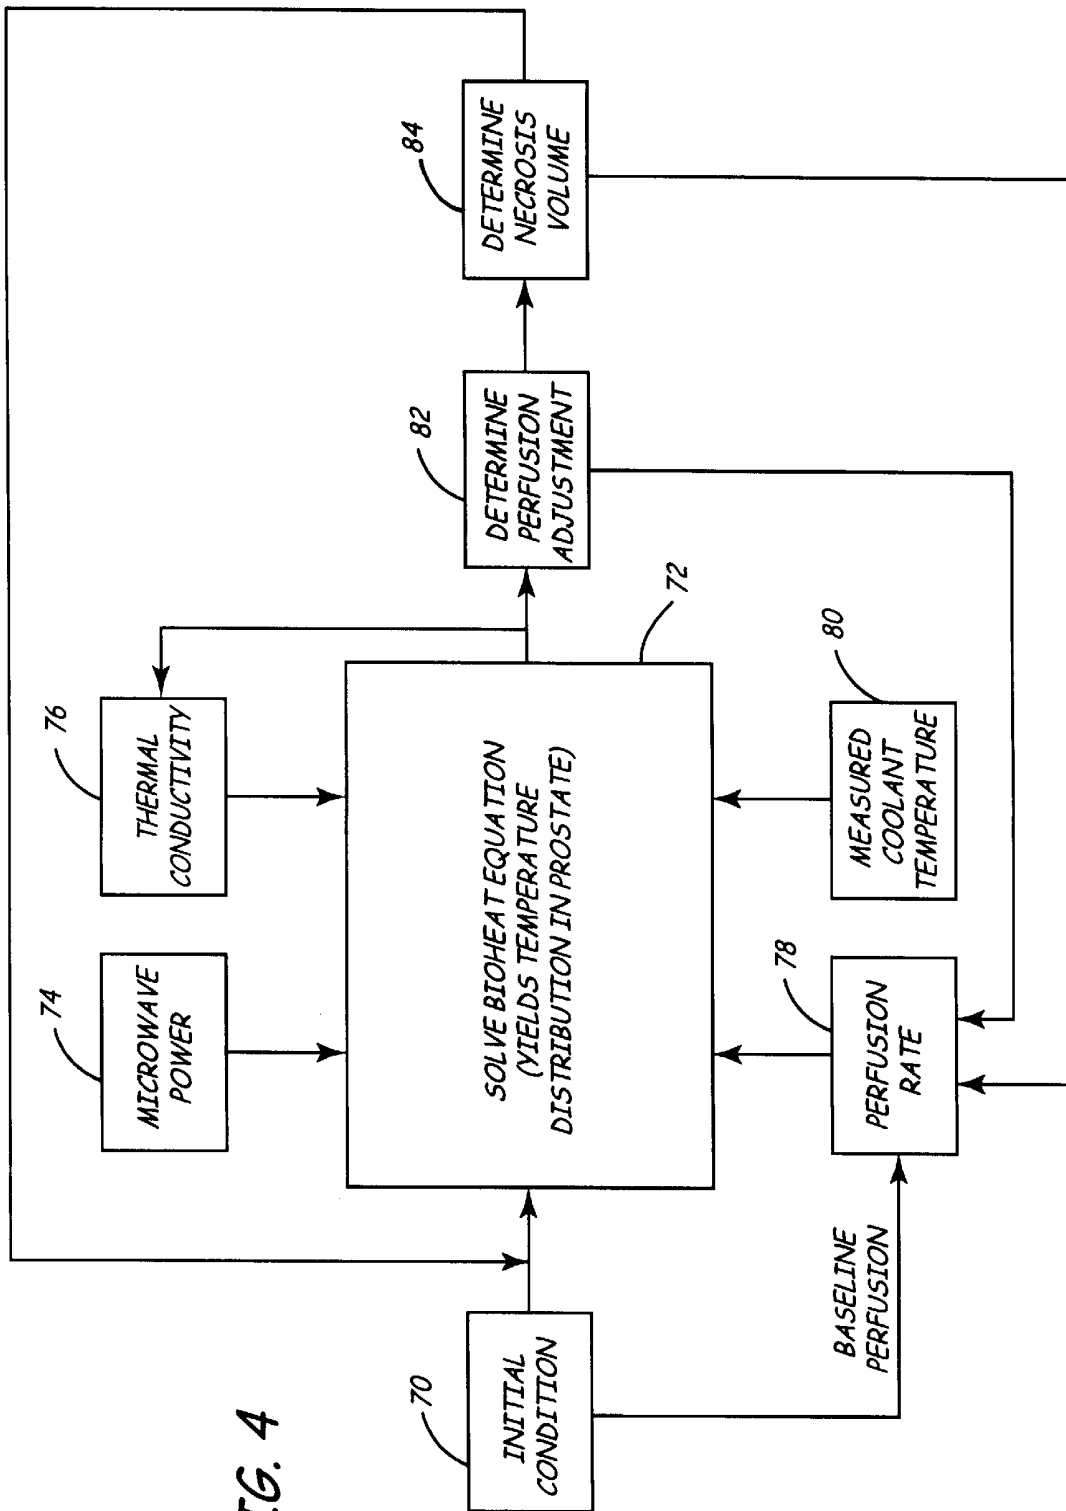 76
THERMAL
CONDUCTIVITY
74
MICROWAVE
POWER
84
DETERMINE
NECROSIS
VOLUME
82
DETERMINE
PERFUSION
ADJUSTMENT
72
SOLVE BIOHEAT EQUATION
(YIELDS TEMPERATURE
DISTRIBUTION IN PROSTATE)
70
INITIAL
CONDITION
BASELINE
PERFUSION
78
PERFUSION
RATE
80
MEASURED
COOLANT
TEMPERATURE
IG. 4